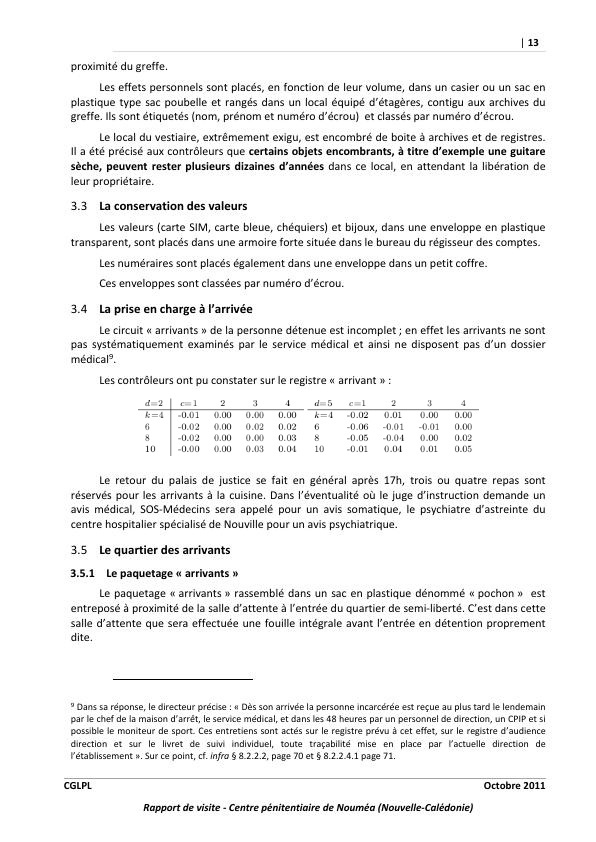 | 13
proximité du greffe.
Les effets personnels sont placés, en fonction de leur volume, dans un casier ou un sac en
plastique type sac poubelle et rangés dans un local équipé d’étagères, contigu aux archives du
greffe. Ils sont étiquetés (nom, prénom et numéro d’écrou) et classés par numéro d’écrou.
Le local du vestiaire, extrêmement exigu, est encombré de boite à archives et de registres.
Il a été précisé aux contrôleurs que certains objets encombrants, à titre d’exemple une guitare
sèche, peuvent rester plusieurs dizaines d’années dans ce local, en attendant la libération de
leur propriétaire.
3.3 La conservation des valeurs
Les valeurs (carte SIM, carte bleue, chéquiers) et bijoux, dans une enveloppe en plastique
transparent, sont placés dans une armoire forte située dans le bureau du régisseur des comptes.
Les numéraires sont placés également dans une enveloppe dans un petit coffre.
Ces enveloppes sont classées par numéro d’écrou.
3.4 La prise en charge à l’arrivée
Le circuit « arrivants » de la personne détenue est incomplet ; en effet les arrivants ne sont
pas systématiquement examinés par le service médical et ainsi ne disposent pas d’un dossier
médical⁹.
Les contrôleurs ont pu constater sur le registre « arrivant » :
d=2 c=1 2 3 4 d=5 c=1 2 3 4
k=4 -0.01 0.00 0.00 0.00 k=4 -0.02 0.01 0.00 0.00
6 -0.02 0.00 0.02 0.02 6 -0.06 -0.01 -0.01 0.00
8 -0.02 0.00 0.00 0.03 8 -0.05 -0.04 0.00 0.02
10 -0.00 0.00 0.03 0.04 10 -0.01 0.04 0.01 0.05
Le retour du palais de justice se fait en général après 17h, trois ou quatre repas sont
réservés pour les arrivants à la cuisine. Dans l’éventualité où le juge d’instruction demande un
avis médical, SOS-Médecins sera appelé pour un avis somatique, le psychiatre d’astreinte du
centre hospitalier spécialisé de Nouville pour un avis psychiatrique.
3.5 Le quartier des arrivants
3.5.1 Le paquetage « arrivants »
Le paquetage « arrivants » rassemblé dans un sac en plastique dénommé « pochon » est
entreposé à proximité de la salle d’attente à l’entrée du quartier de semi-liberté. C’est dans cette
salle d’attente que sera effectuée une fouille intégrale avant l’entrée en détention proprement
dite.
⁹ Dans sa réponse, le directeur précise : « Dès son arrivée la personne incarcérée est reçue au plus tard le lendemain
par le chef de la maison d’arrêt, le service médical, et dans les 48 heures par un personnel de direction, un CPIP et si
possible le moniteur de sport. Ces entretiens sont actés sur le registre prévu à cet effet, sur le registre d’audience
direction et sur le livret de suivi individuel, toute traçabilité mise en place par l’actuelle direction de
l’établissement ». Sur ce point, cf. infra § 8.2.2.2, page 70 et § 8.2.2.4.1 page 71.
CGLPL Octobre 2011
Rapport de visite - Centre pénitentiaire de Nouméa (Nouvelle-Calédonie)